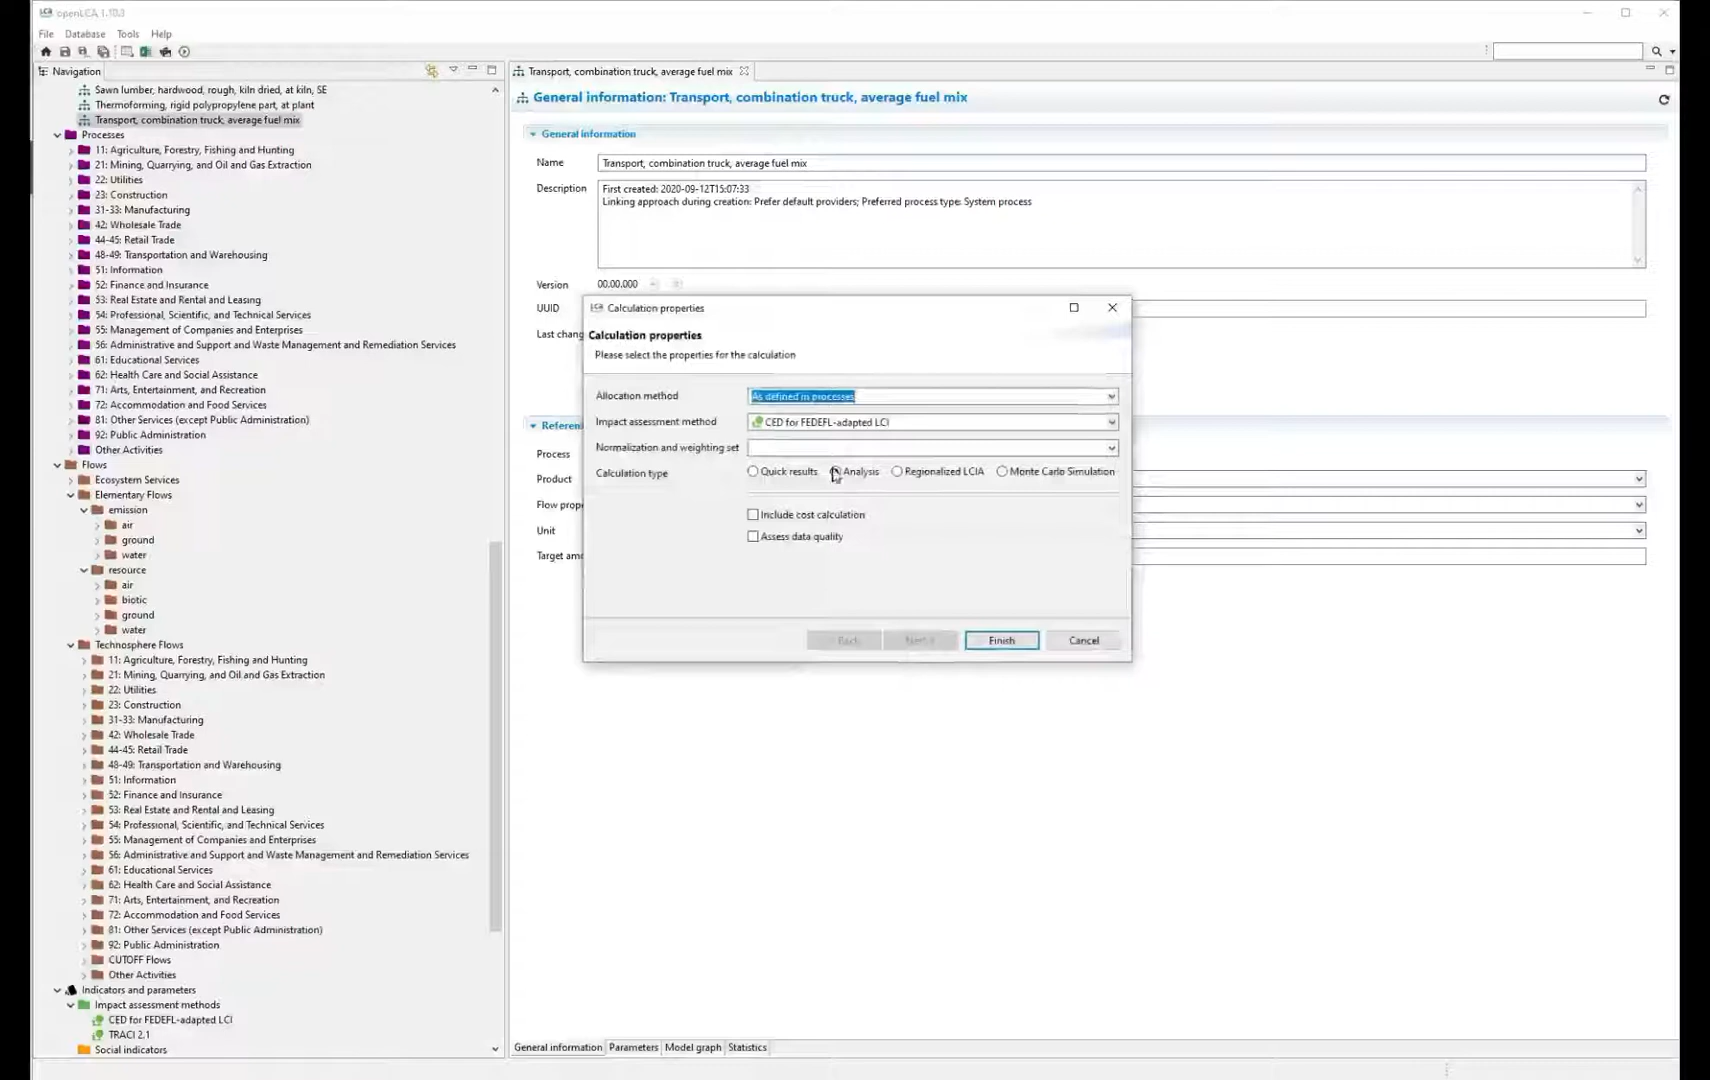 openLCA 1.10.3
File Database Tools Help
Navigation
Sawn lumber, hardwood, rough, kiln dried, at kiln, SE
Thermoforming, rigid polypropylene part, at plant
Transport, combination truck, average fuel mix
Processes
11: Agriculture, Forestry, Fishing and Hunting
21: Mining, Quarrying, and Oil and Gas Extraction
22: Utilities
23: Construction
31-33: Manufacturing
42: Wholesale Trade
44-45: Retail Trade
48-49: Transportation and Warehousing
51: Information
52: Finance and Insurance
53: Real Estate and Rental and Leasing
54: Professional, Scientific, and Technical Services
55: Management of Companies and Enterprises
56: Administrative and Support and Waste Management and Remediation Services
61: Educational Services
62: Health Care and Social Assistance
71: Arts, Entertainment, and Recreation
72: Accommodation and Food Services
81: Other Services (except Public Administration)
92: Public Administration
Other Activities
Flows
Ecosystem Services
Elementary Flows
emission
air
ground
water
resource
air
biotic
ground
water
Technosphere Flows
11: Agriculture, Forestry, Fishing and Hunting
21: Mining, Quarrying, and Oil and Gas Extraction
22: Utilities
23: Construction
31-33: Manufacturing
42: Wholesale Trade
44-45: Retail Trade
48-49: Transportation and Warehousing
51: Information
52: Finance and Insurance
53: Real Estate and Rental and Leasing
54: Professional, Scientific, and Technical Services
55: Management of Companies and Enterprises
56: Administrative and Support and Waste Management and Remediation Services
61: Educational Services
62: Health Care and Social Assistance
71: Arts, Entertainment, and Recreation
72: Accommodation and Food Services
81: Other Services (except Public Administration)
92: Public Administration
CUTOFF Flows
Other Activities
Indicators and parameters
Impact assessment methods
CED for FEDEFL-adapted LCI
TRACI 2.1
Social indicators
Transport, combination truck, average fuel mix
General information: Transport, combination truck, average fuel mix
General information
Name Transport, combination truck, average fuel mix
Description First created: 2020-09-12T15:07:33
Linking approach during creation: Prefer default providers; Preferred process type: System process
Version 00.00.000
UUID
Last chang
Referen
Process
Product
Flow prope
Unit
Target amo
Calculation properties
Calculation properties
Please select the properties for the calculation
Allocation method As defined in processes
Impact assessment method CED for FEDEFL-adapted LCI
Normalization and weighting set
Calculation type Quick results Analysis Regionalized LCIA Monte Carlo Simulation
Include cost calculation
Assess data quality
Finish Cancel
General information Parameters Model graph Statistics